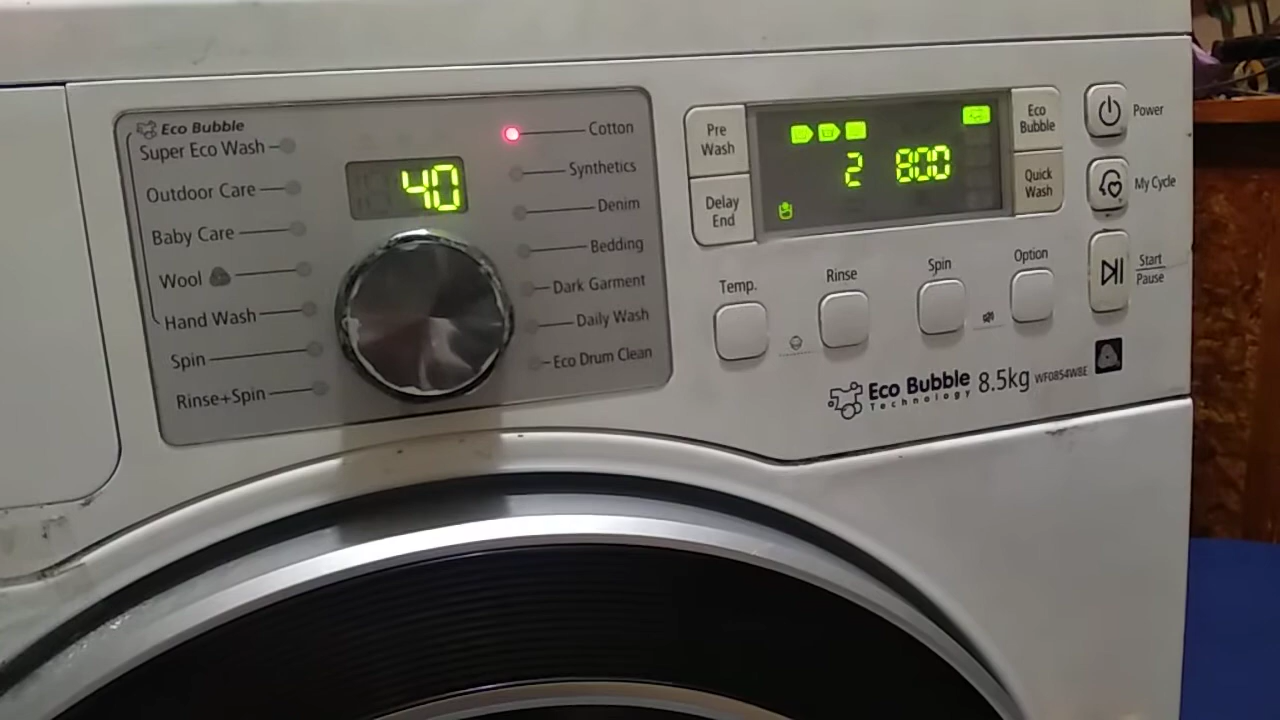 Eco Bubble
Super Eco Wash
Outdoor Care
Baby Care
Wool
Hand Wash
Spin
Rinse+Spin
40
Cotton
Synthetics
Denim
Bedding
Dark Garment
Daily Wash
Eco Drum Clean
Pre
Wash
Delay
End
2 800
Eco
Bubble
Quick
Wash
Power
My Cycle
Start
Pause
Temp.
Rinse
Spin
Option
Eco Bubble 8.5kg WF0854W8E
Technology